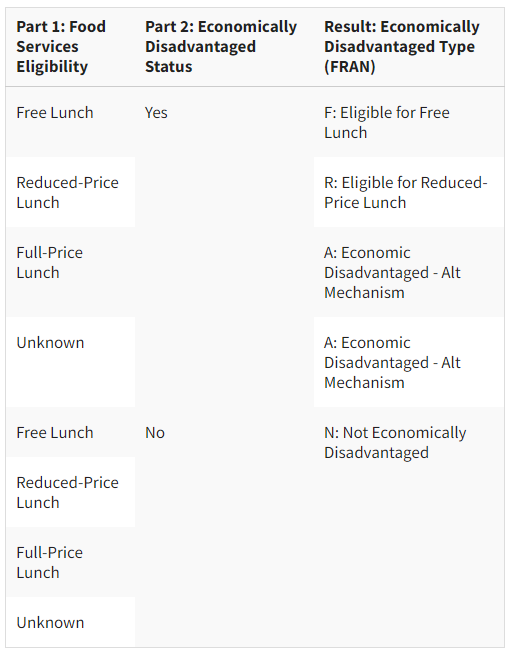 Part 1: Food
Services
Eligibility
Part 2: Economically
Disadvantaged
Status
Result: Economically
Disadvantaged Type
(FRAN)
Free Lunch
Yes
F: Eligible for Free
Lunch
Reduced-Price
Lunch
R: Eligible for Reduced-
Price Lunch
Full-Price
Lunch
A: Economic
Disadvantaged - Alt
Mechanism
Unknown
A: Economic
Disadvantaged - Alt
Mechanism
Free Lunch
No
N: Not Economically
Disadvantaged
Reduced-Price
Lunch
Full-Price
Lunch
Unknown